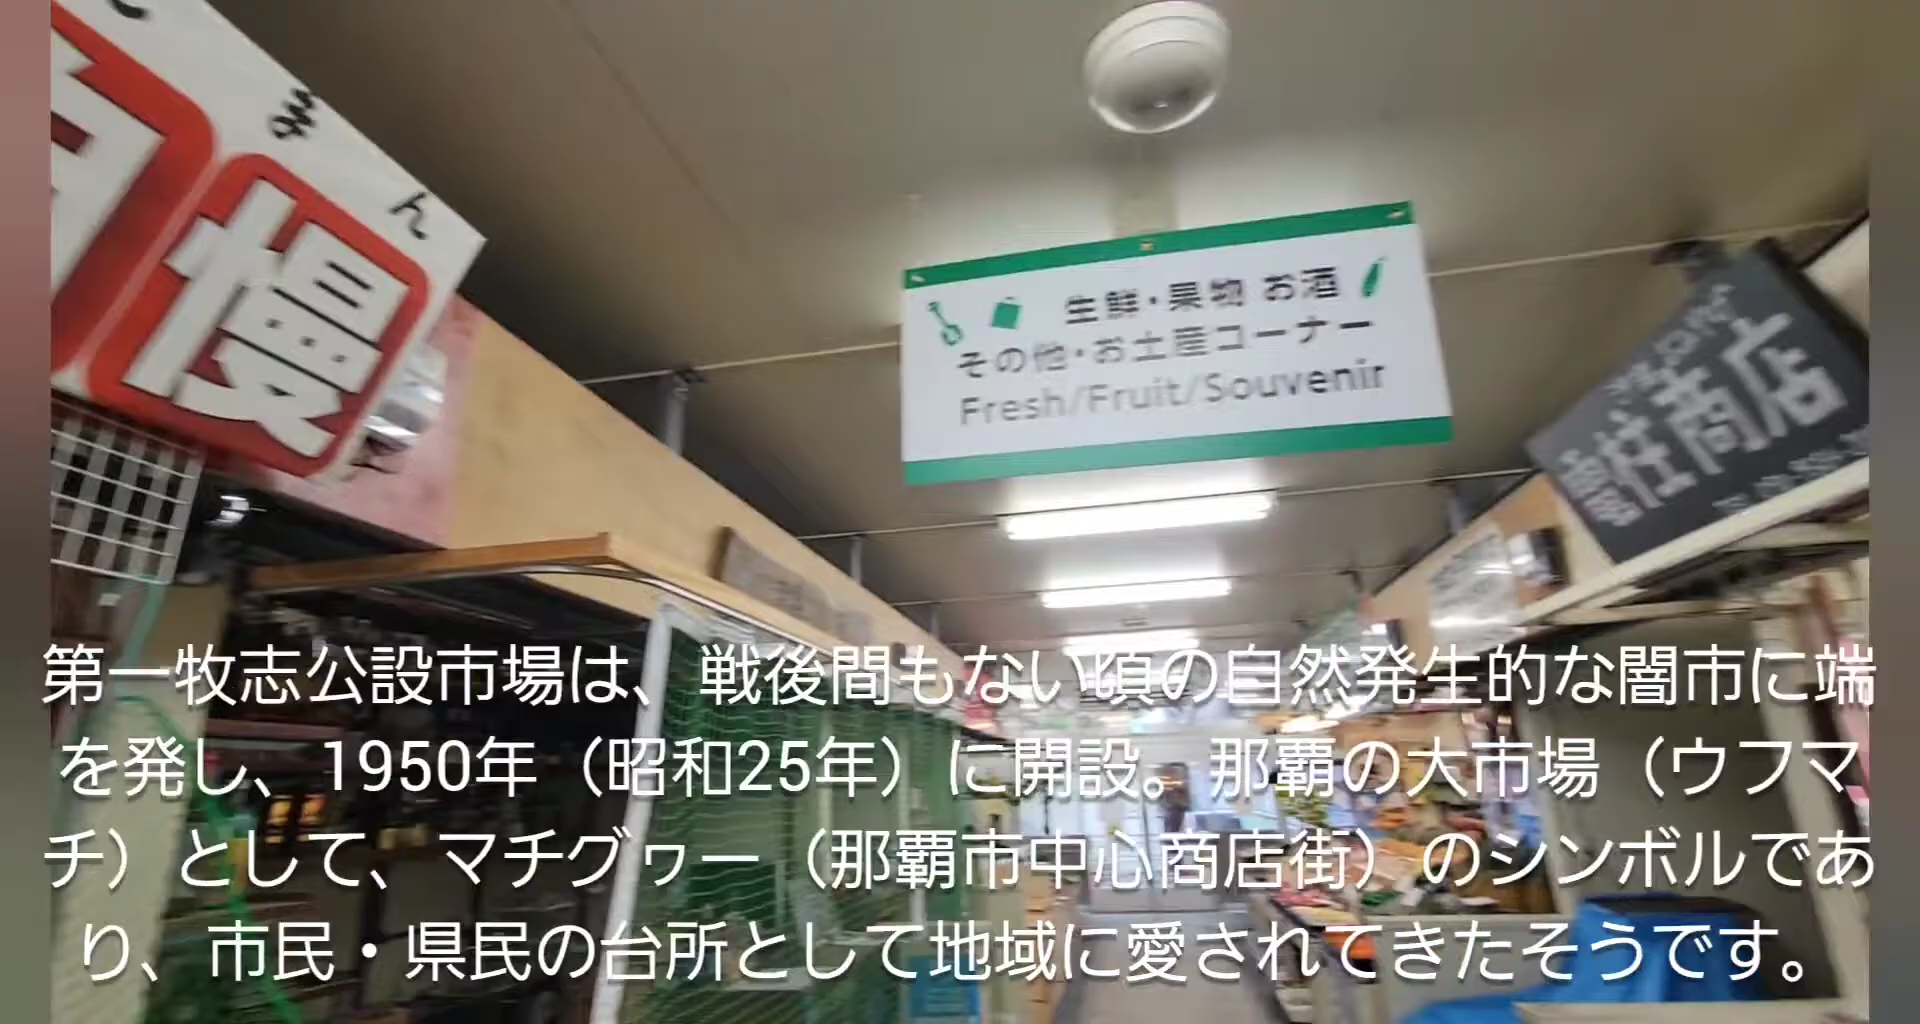 まん
慢
生鮮・果物 お酒
その他・お土産コーナー
Fresh/Fruit/Souvenir
商店
第一牧志公設市場は、戦後間もない頃の自然発生的な闇市に端
を発し、1950年（昭和25年）に開設。那覇の大市場（ウフマ
チ）として、マチグヮー（那覇市中心商店街）のシンボルであ
り、市民・県民の台所として地域に愛されてきたそうです。